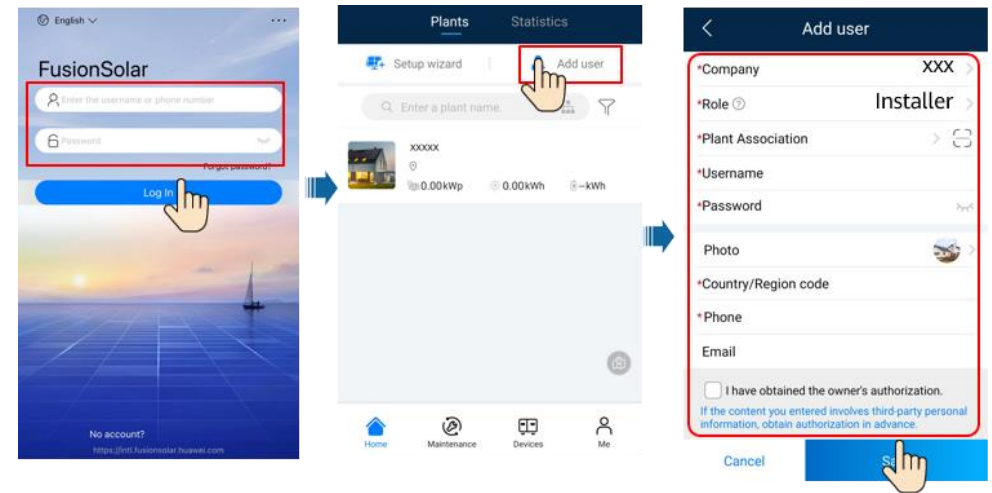 English
...
FusionSolar
Enter the username or phone number
Password
Forgot password?
Log In
No account?
https://intl.fusionsolar.huawei.com
Plants Statistics
Setup wizard Add user
Enter a plant name.
xxxxx
0.00kWp 0.00kWh --kWh
Home Maintenance Devices Me
Add user
*Company XXX
*Role Installer
*Plant Association
*Username
*Password
Photo
*Country/Region code
*Phone
Email
I have obtained the owner's authorization.
If the content you entered involves third-party personal
information, obtain authorization in advance.
Cancel